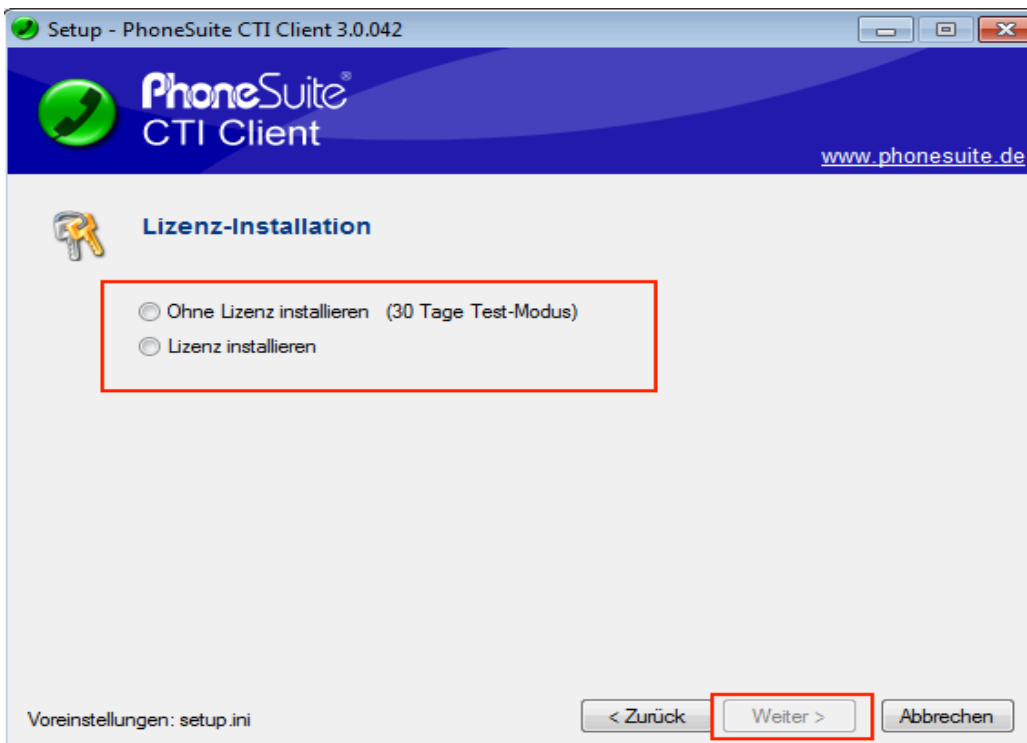 Setup - PhoneSuite CTI Client 3.0.042
PhoneSuite®
CTI Client
www.phonesuite.de
Lizenz-Installation
Ohne Lizenz installieren (30 Tage Test-Modus)
Lizenz installieren
Voreinstellungen: setup.ini
< Zurück
Weiter >
Abbrechen